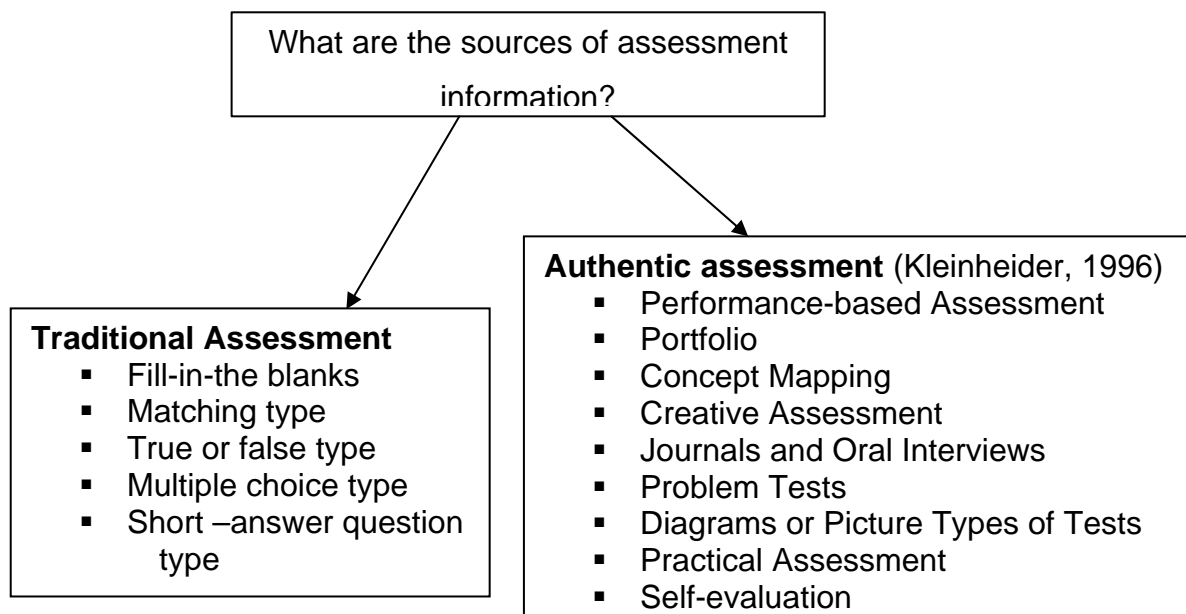 What are the sources of assessment
information?
Traditional Assessment
▪ Fill-in-the blanks
▪ Matching type
▪ True or false type
▪ Multiple choice type
▪ Short –answer question
type
Authentic assessment (Kleinheider, 1996)
▪ Performance-based Assessment
▪ Portfolio
▪ Concept Mapping
▪ Creative Assessment
▪ Journals and Oral Interviews
▪ Problem Tests
▪ Diagrams or Picture Types of Tests
▪ Practical Assessment
▪ Self-evaluation